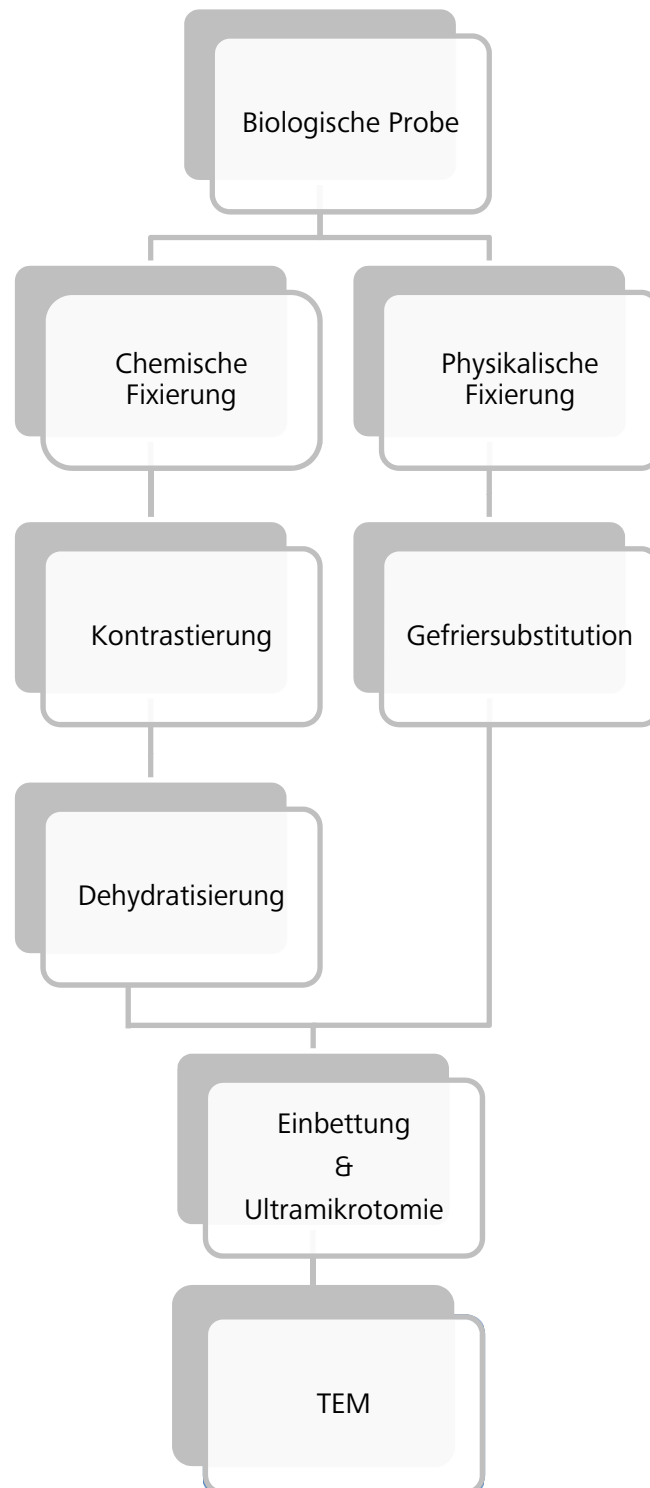 Biologische Probe
Chemische
Fixierung
Physikalische
Fixierung
Kontrastierung
Gefriersubstitution
Dehydratisierung
Einbettung
&
Ultramikrotomie
TEM